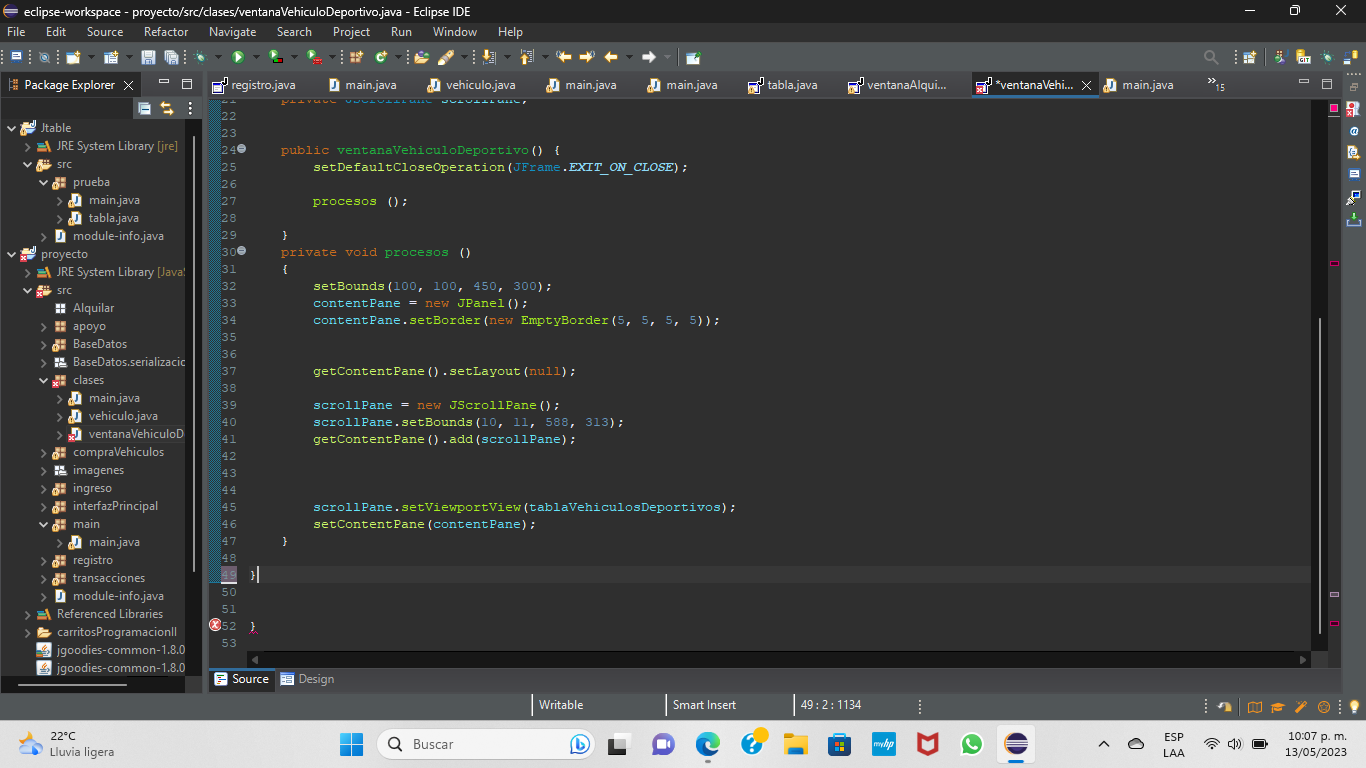 eclipse-workspace - proyecto/src/clases/ventanaVehiculoDeportivo.java - Eclipse IDE
File Edit Source Refactor Navigate Search Project Run Window Help
Package Explorer
registro.java main.java vehiculo.java main.java main.java tabla.java ventanaAlqui... *ventanaVehi... main.java »15
Jtable
JRE System Library [jre]
src
prueba
main.java
tabla.java
module-info.java
proyecto
JRE System Library [JavaS
src
Alquilar
apoyo
BaseDatos
BaseDatos.serializacio
clases
main.java
vehiculo.java
ventanaVehiculoD
compraVehiculos
imagenes
ingreso
interfazPrincipal
main
main.java
registro
transacciones
module-info.java
Referenced Libraries
carritosProgramacionII
jgoodies-common-1.8.0
jgoodies-common-1.8.0
21 private JScrollPane scrollPane;
22
23
24 public ventanaVehiculoDeportivo() {
25 setDefaultCloseOperation(JFrame.EXIT_ON_CLOSE);
26
27 procesos ();
28
29 }
30 private void procesos ()
31 {
32 setBounds(100, 100, 450, 300);
33 contentPane = new JPanel();
34 contentPane.setBorder(new EmptyBorder(5, 5, 5, 5));
35
36
37 getContentPane().setLayout(null);
38
39 scrollPane = new JScrollPane();
40 scrollPane.setBounds(10, 11, 588, 313);
41 getContentPane().add(scrollPane);
42
43
44
45 scrollPane.setViewportView(tablaVehiculosDeportivos);
46 setContentPane(contentPane);
47 }
48
49 }
50
51
52 }
53
Source Design
Writable Smart Insert 49 : 2 : 1134
22°C
Lluvia ligera
Buscar
ESP
LAA
10:07 p. m.
13/05/2023